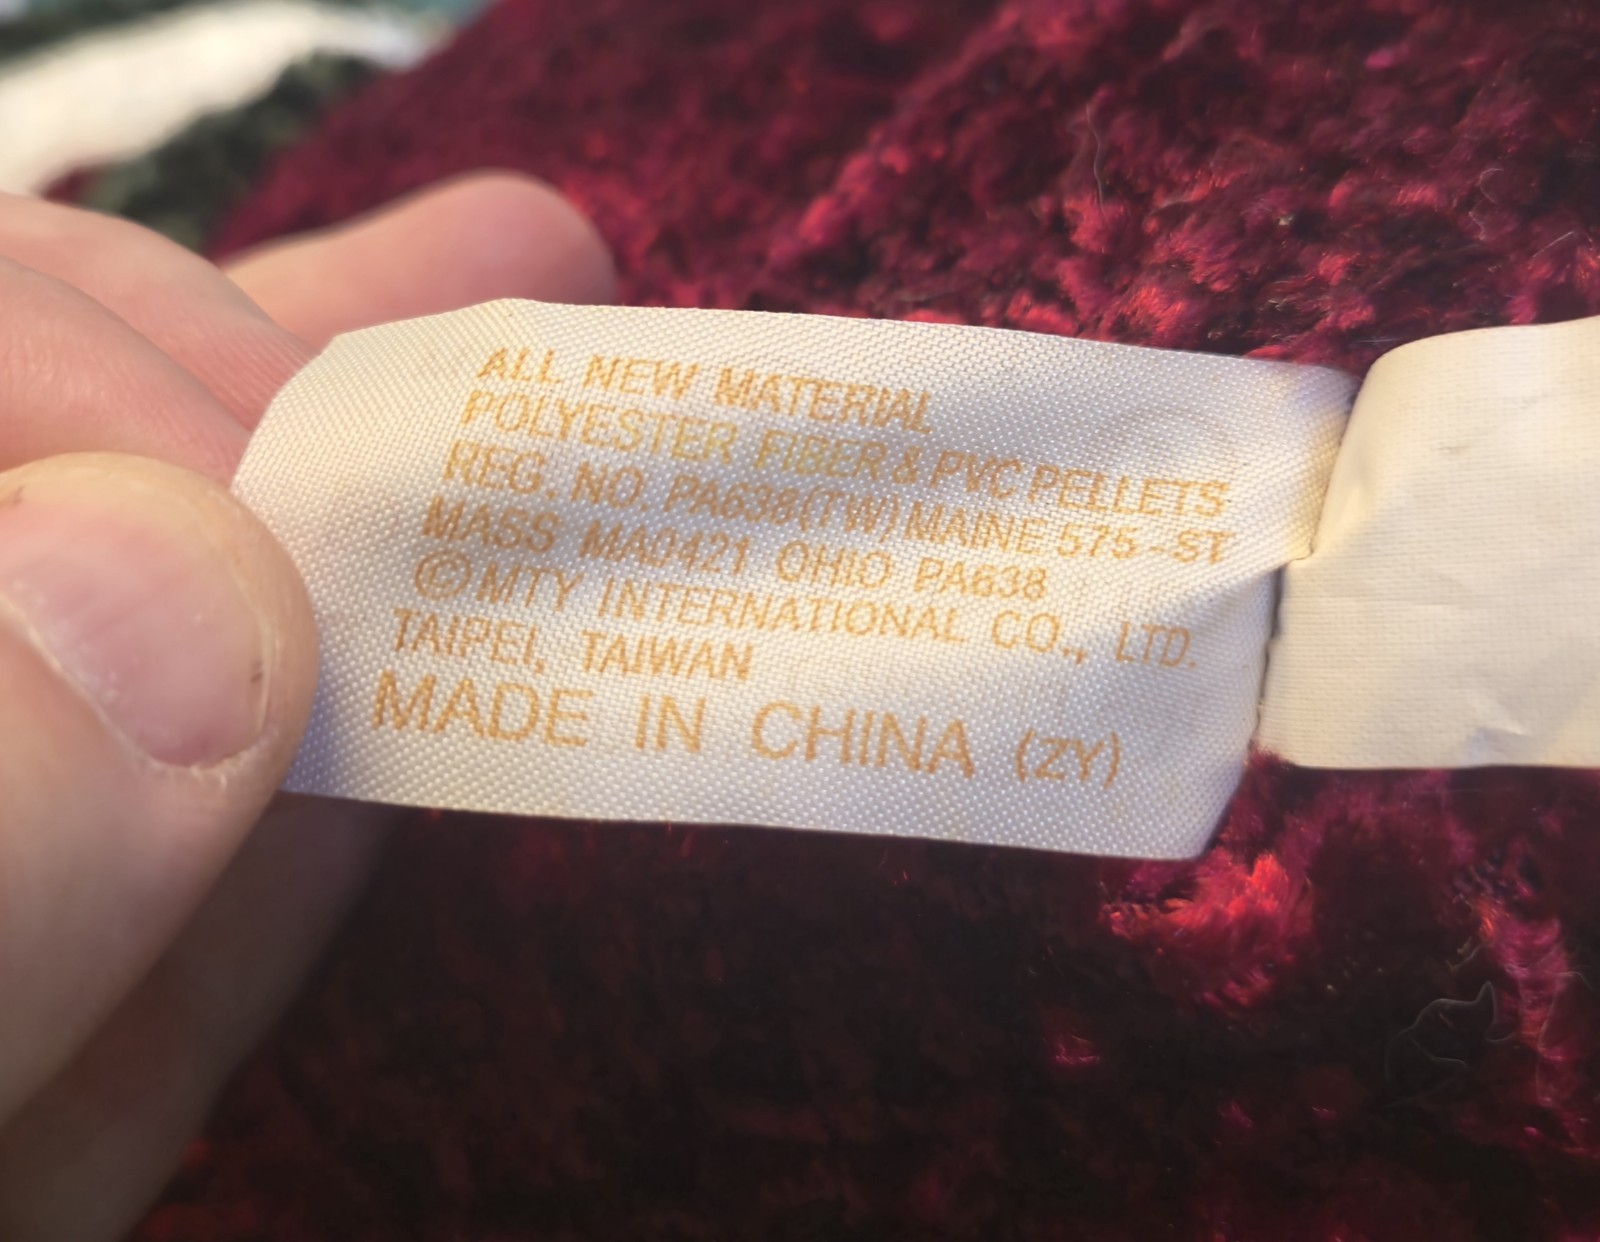 ALL NEW MATERIAL
POLYESTER FIBER & PVC PELLETS
REG. NO. PA638(TW) MAINE 575-ST
MASS MA0421 OHIO PA638
©MTY INTERNATIONAL CO., LTD.
TAIPEI, TAIWAN
MADE IN CHINA (ZY)